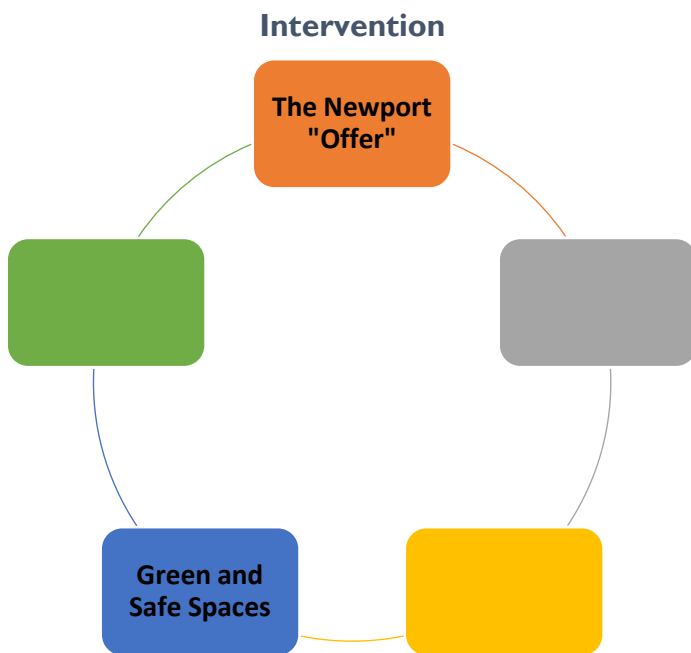 Intervention
The Newport
"Offer"
Green and
Safe Spaces